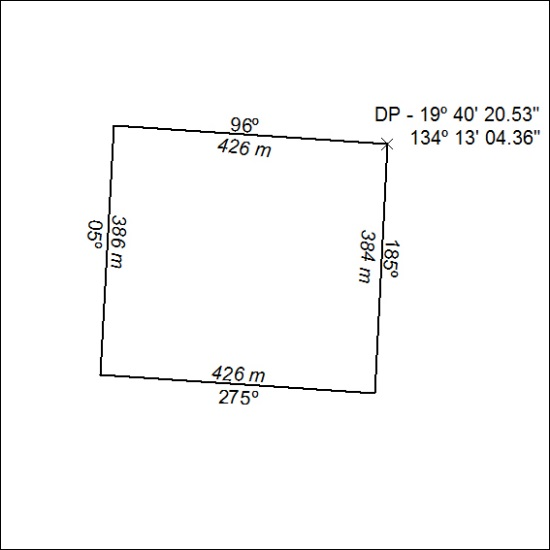 DP - 19º 40' 20.53"
134º 13' 04.36"
96º
426 m
05º
386 m
384 m
185º
426 m
275º